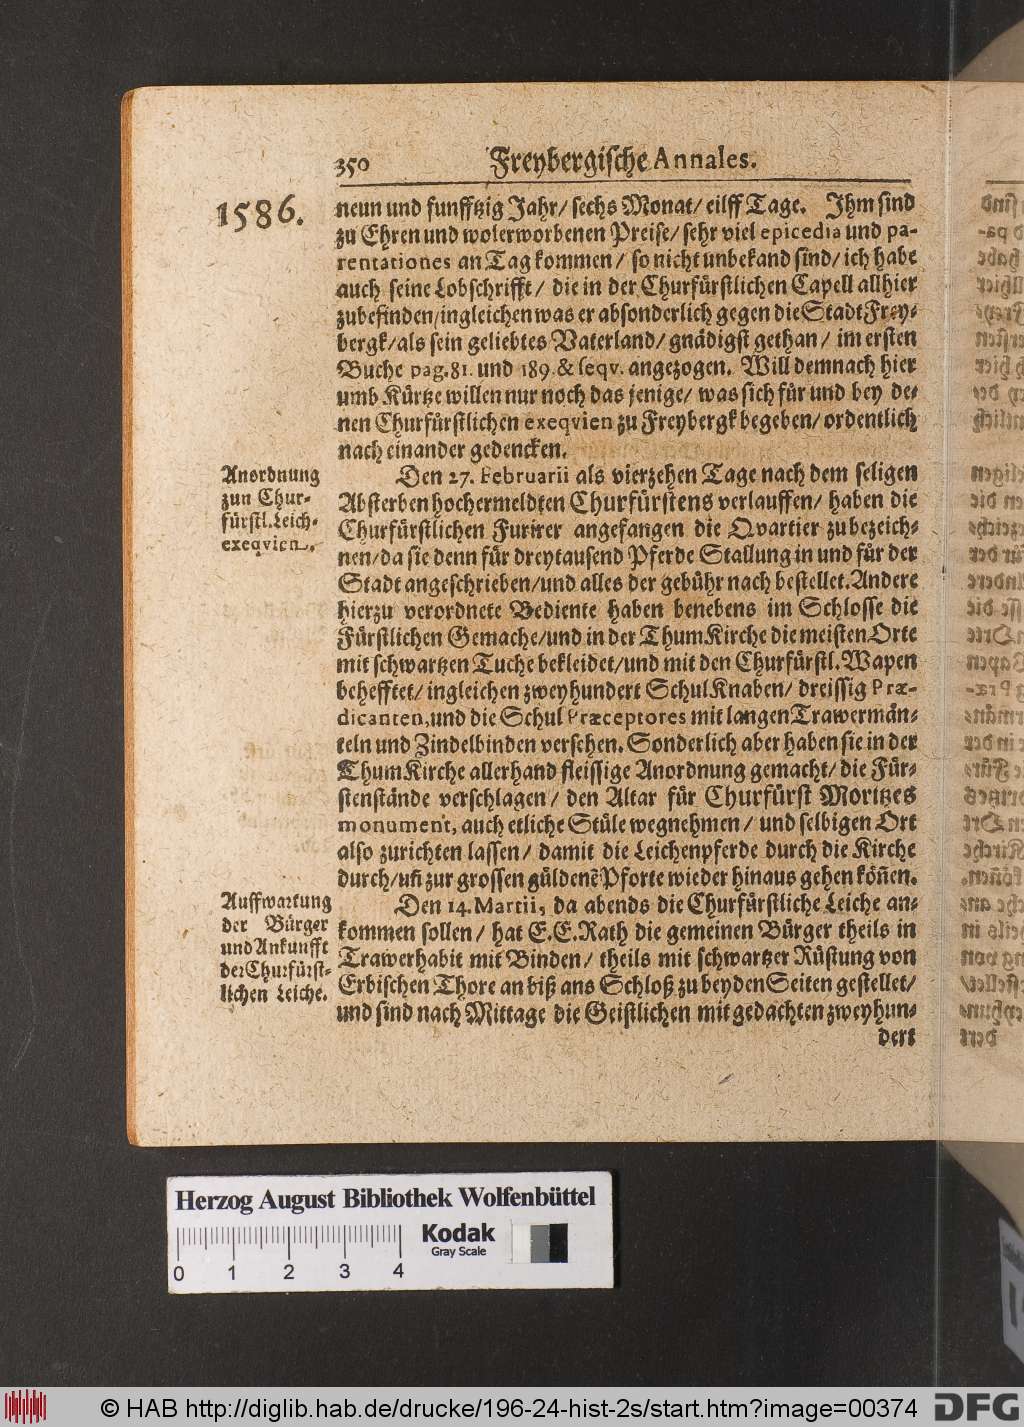 350 Freybergische Annales.
1586.
neun und funfftzig Jahr/ sechs Monat/ eilff Tage. Ihm sind
zu Ehren und wolerworbenen Preise/ sehr viel epicedia und pa-
rentationes an Tag kommen/ so nicht unbekand sind/ ich habe
auch seine Lobschrifft/ die in der Churfürstlichen Capell allhier
zubefinden/ingleichen was er absonderlich gegen die Stadt Frey-
bergk/als sein geliebtes Vaterland/ gnädigst gethan/ im ersten
Buche pag. 81. und 189. & seqv. angezogen. Will demnach hier
umb Kürtze willen nur noch das jenige/ was sich für und bey de-
nen Churfürstlichen exeqvien zu Freybergk begeben/ ordentlich
nach einander gedencken.
Anordnung
zun Chur-
fürstl. Leich-
exeqvien.
Den 27. Februarii als vierzehen Tage nach dem seligen
Absterben hochermeldten Churfürstens verlauffen/ haben die
Churfürstlichen Furirer angefangen die Qvartier zu bezeich-
nen/da sie denn für dreytausend Pferde Stallung in und für der
Stadt angeschrieben/und alles der gebühr nach bestellet. Andere
hierzu verordnete Bediente haben benebens im Schlosse die
Fürstlichen Gemache/und in der ThumKirche die meisten Orte
mit schwartzen Tuche bekleidet/und mit den Churfürstl. Wapen
behefftet/ ingleichen zweyhundert SchulKnaben/ dreissig Præ-
dicanten, und die Schul Præceptores mit langen Trawermän-
teln und Zindelbinden versehen. Sonderlich aber haben sie in der
ThumKirche allerhand fleissige Anordnung gemacht/ die Für-
stenstände verschlagen/ den Altar für Churfürst Moritzes
monument, auch etliche Stüle wegnehmen/ und selbigen Ort
also zurichten lassen/ damit die Leichenpferde durch die Kirche
durch/ uñ zur grossen güldenẽ Pforte wieder hinaus gehen köñen.
Auffwartung
der Bürger
und Ankunfft
der Churfürst-
lichen Leiche.
Den 14. Martii, da abends die Churfürstliche Leiche an-
kommen sollen/ hat E. E. Rath die gemeinen Bürger theils in
Trawerhabit mit Binden/ theils mit schwartzer Rüstung von
Erbischen Thore an biß ans Schloß zu beyden Seiten gestellet/
und sind nach Mittage die Geistlichen mit gedachten zweyhun-
dert
Herzog August Bibliothek Wolfenbüttel
Kodak
Gray Scale
0 1 2 3 4
© HAB http://diglib.hab.de/drucke/196-24-hist-2s/start.htm?image=00374
DFG